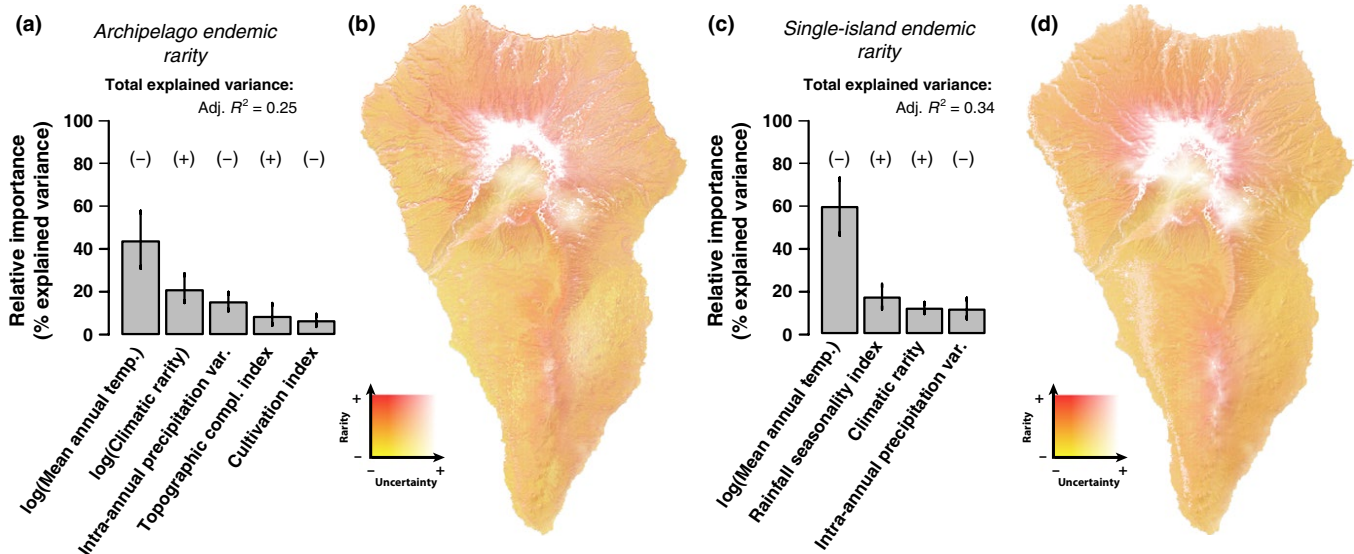 (a)
Archipelago endemic
rarity
Total explained variance:
Adj. R² = 0.25
Relative importance
(% explained variance)
100
80
60
40
20
0
(−)
(+)
(−)
(+)
(−)
log(Mean annual temp.)
log(Climatic rarity)
Intra-annual precipitation var.
Topographic compl. index
Cultivation index
(b)
+
Rarity
−
−
+
Uncertainty
(c)
Single-island endemic
rarity
Total explained variance:
Adj. R² = 0.34
Relative importance
(% explained variance)
100
80
60
40
20
0
(−)
(+)
(+)
(−)
log(Mean annual temp.)
Rainfall seasonality index
Climatic rarity
Intra-annual precipitation var.
(d)
+
Rarity
−
−
+
Uncertainty